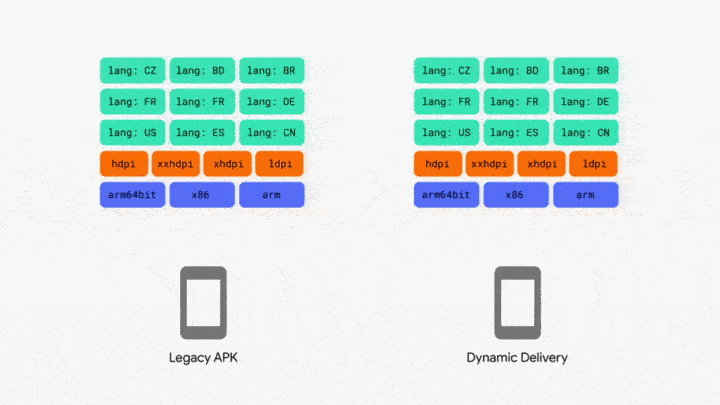 lang: CZ lang: BD lang: BR
lang: FR lang: FR lang: DE
lang: US lang: ES lang: CN
hdpi xxhdpi xhdpi ldpi
arm64bit x86 arm
Legacy APK
lang: CZ lang: BD lang: BR
lang: FR lang: FR lang: DE
lang: US lang: ES lang: CN
hdpi xxhdpi xhdpi ldpi
arm64bit x86 arm
Dynamic Delivery